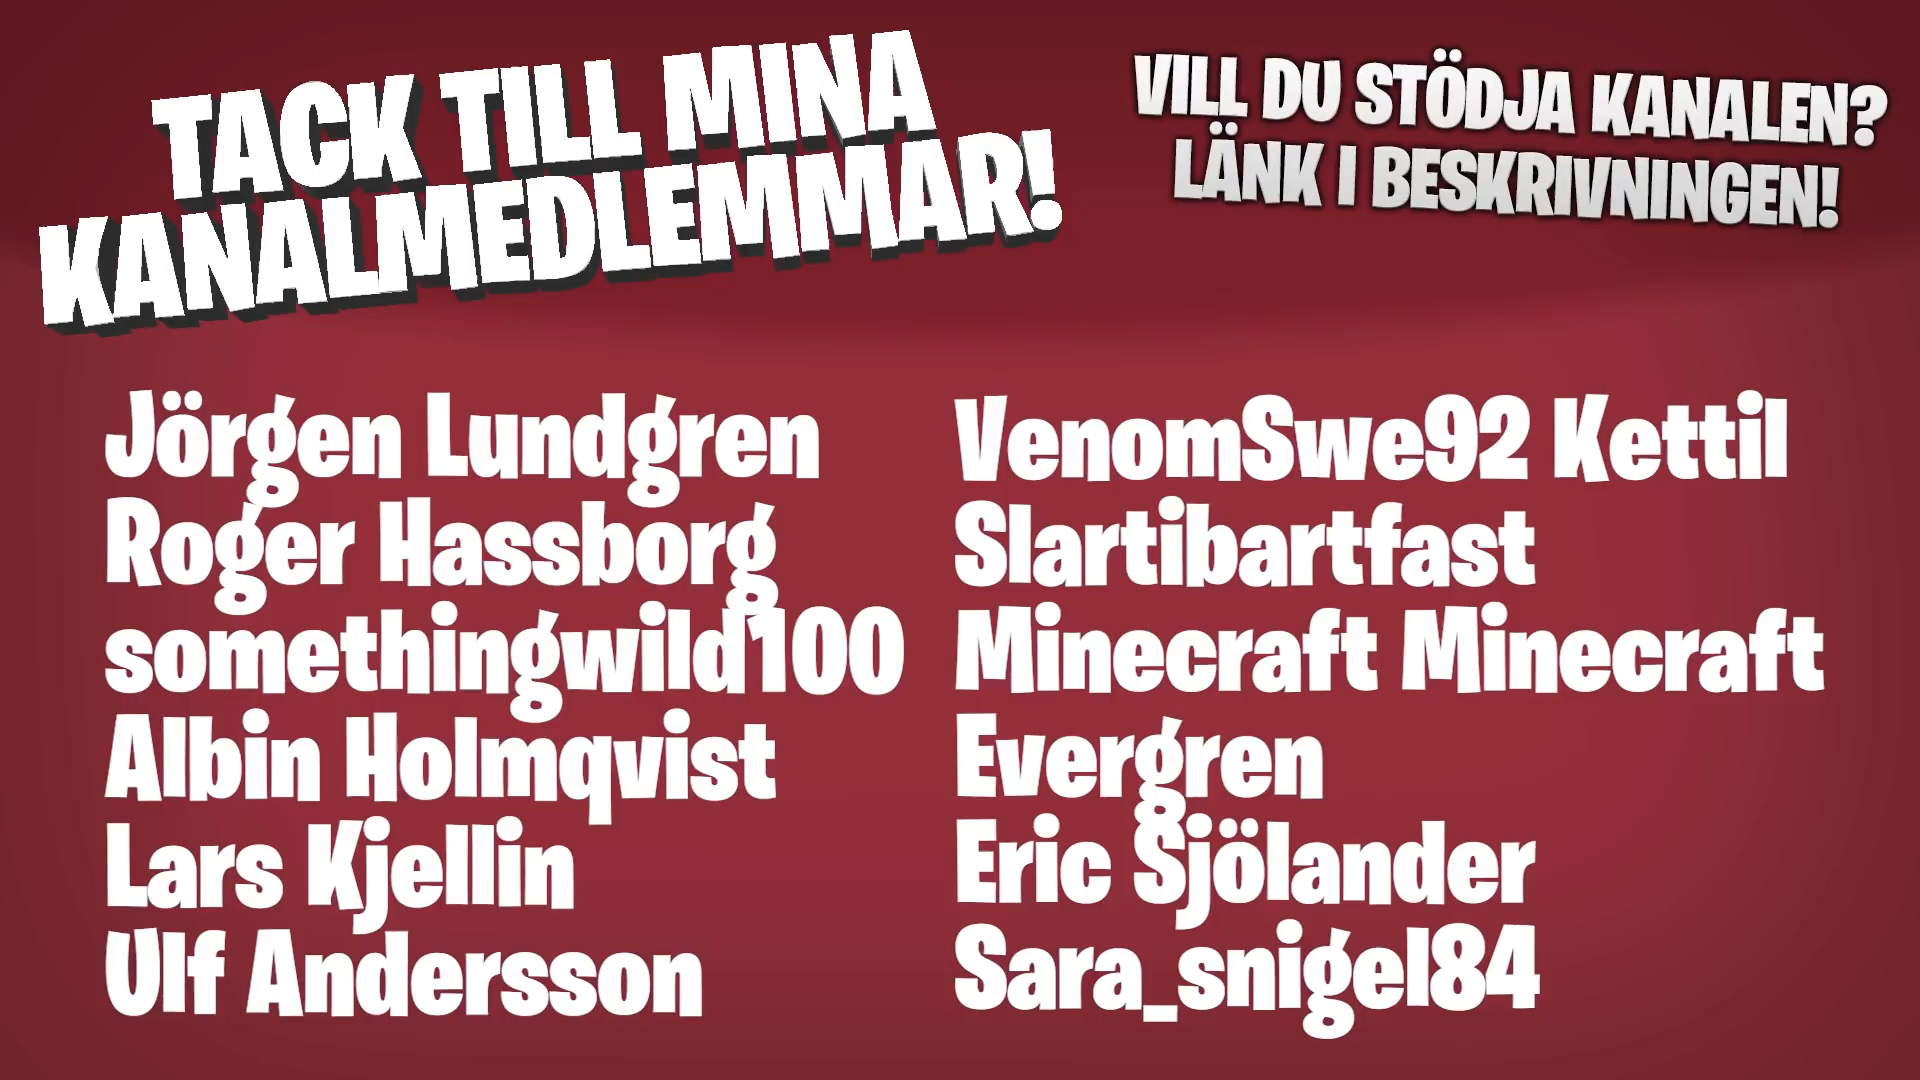 TACK TILL MINA
KANALMEDLEMMAR!
VILL DU STÖDJA KANALEN?
LÄNK I BESKRIVNINGEN!
Jörgen Lundgren
Roger Hassborg
somethingwild100
Albin Holmqvist
Lars Kjellin
Ulf Andersson
VenomSwe92 Kettil
Slartibartfast
Minecraft Minecraft
Evergren
Eric Sjölander
Sara_snigel84